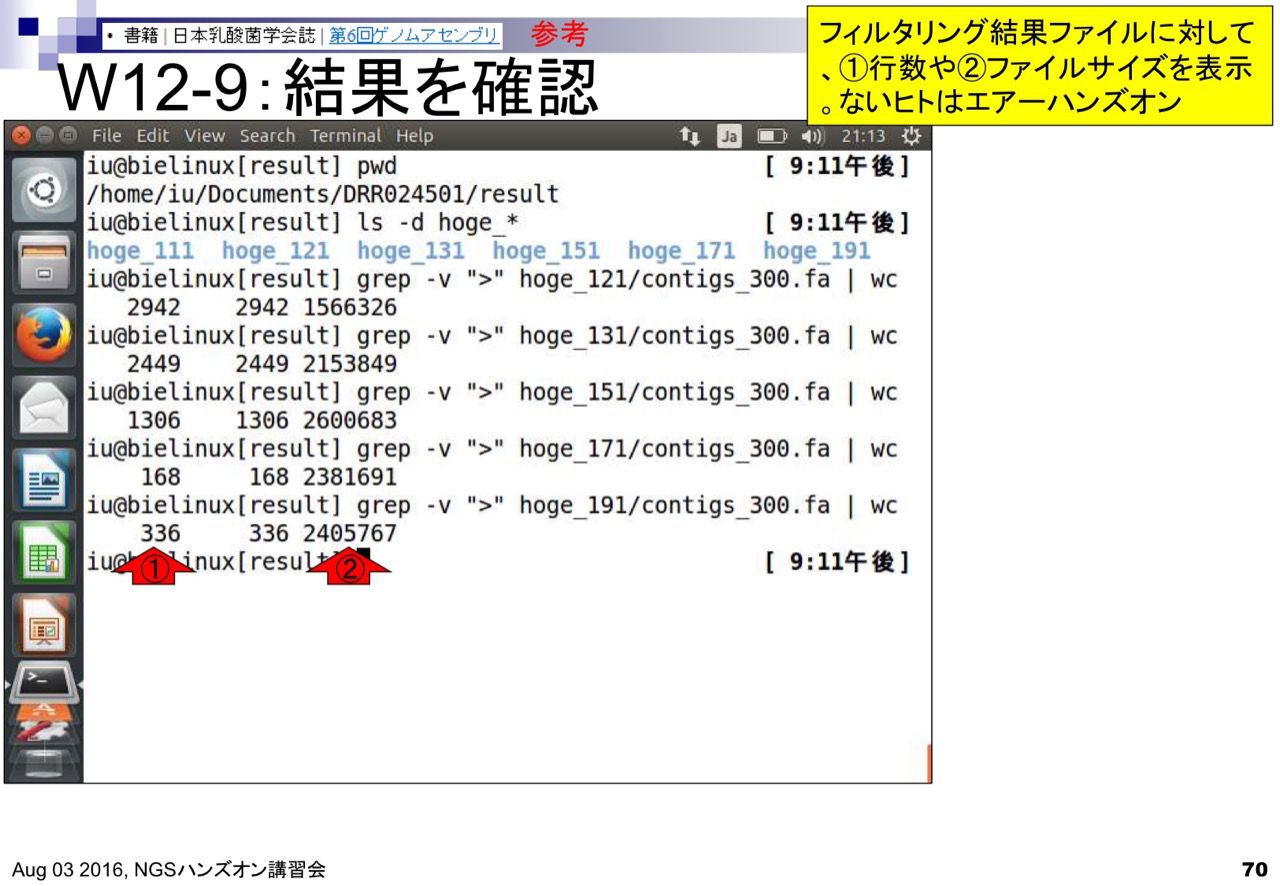 • 書籍 | 日本乳酸菌学会誌 | 第6回ゲノムアセンブリ
参考
フィルタリング結果ファイルに対して
、①行数や②ファイルサイズを表示
。ないヒトはエアーハンズオン
W12-9：結果を確認
File Edit View Search Terminal Help Ja 21:13
iu@bielinux[result] pwd [ 9:11午後]
/home/iu/Documents/DRR024501/result
iu@bielinux[result] ls -d hoge_* [ 9:11午後]
hoge_111 hoge_121 hoge_131 hoge_151 hoge_171 hoge_191
iu@bielinux[result] grep -v ">" hoge_121/contigs_300.fa | wc
2942 2942 1566326
iu@bielinux[result] grep -v ">" hoge_131/contigs_300.fa | wc
2449 2449 2153849
iu@bielinux[result] grep -v ">" hoge_151/contigs_300.fa | wc
1306 1306 2600683
iu@bielinux[result] grep -v ">" hoge_171/contigs_300.fa | wc
168 168 2381691
iu@bielinux[result] grep -v ">" hoge_191/contigs_300.fa | wc
336 336 2405767
iu@bielinux[result] [ 9:11午後]
① ②
Aug 03 2016, NGSハンズオン講習会
70